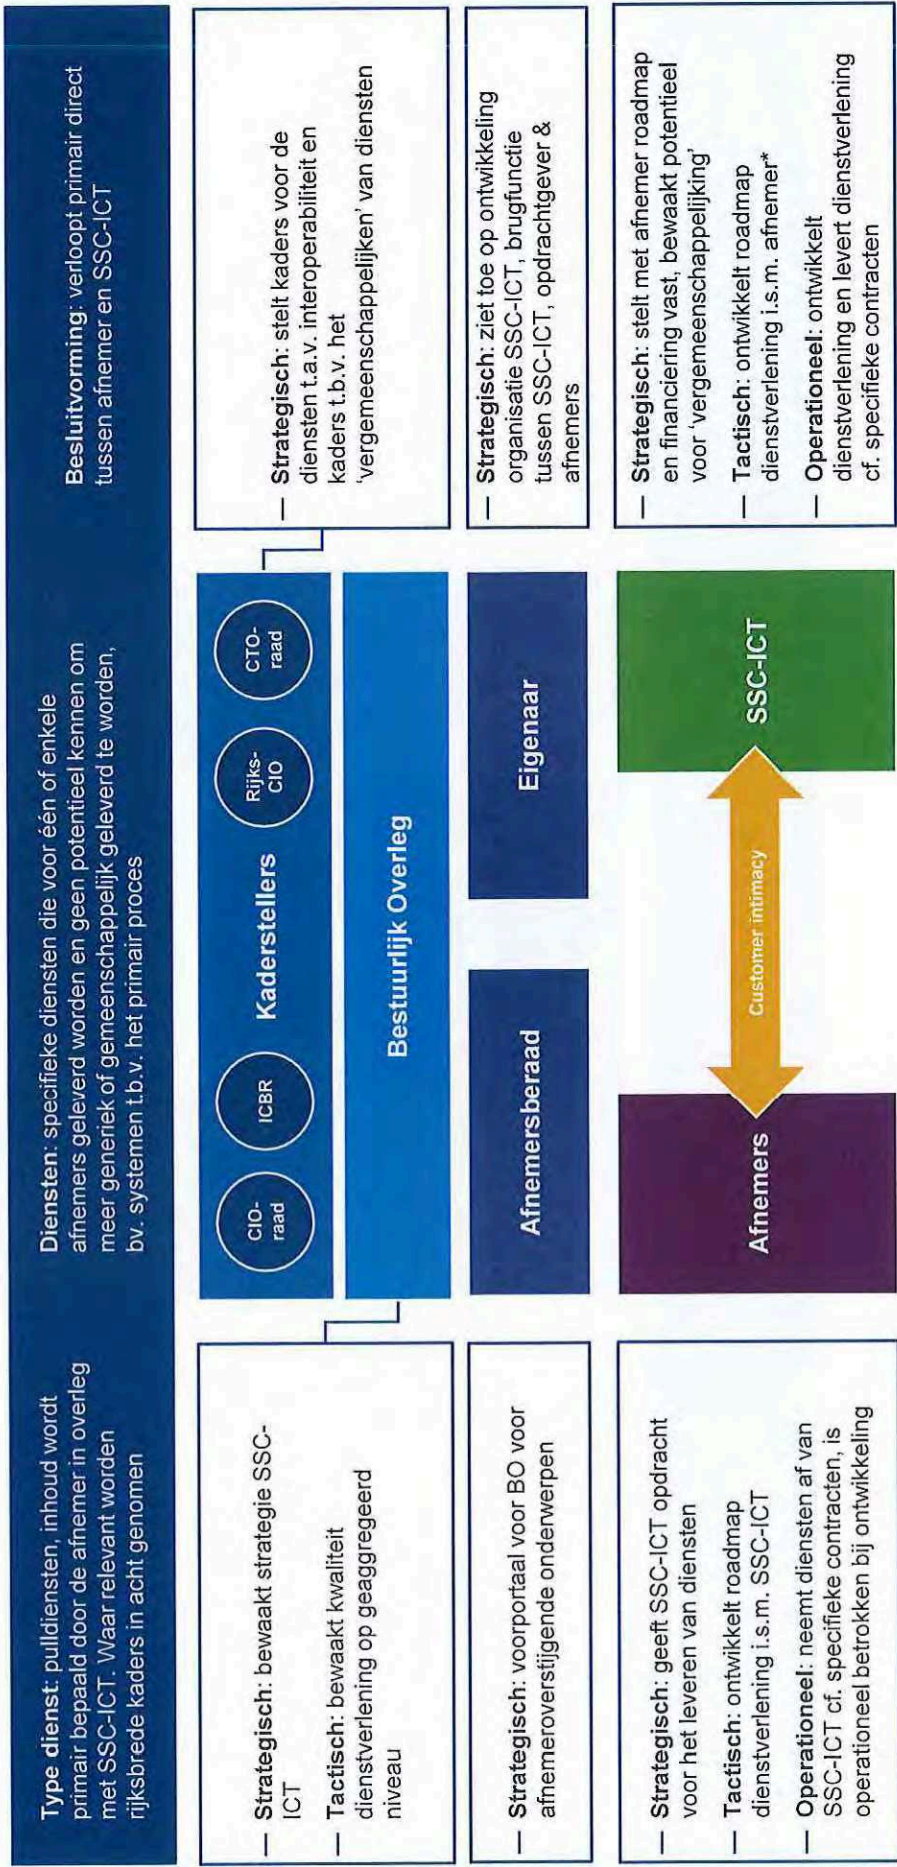 Type dienst: pulldiensten, inhoud wordt
primair bepaald door de afnemer in overleg
met SSC-ICT. Waar relevant worden
rijksbrede kaders in acht genomen
Diensten: specifieke diensten die voor één of enkele
afnemers geleverd worden en geen potentieel kennen om
meer generiek of gemeenschappelijk geleverd te worden,
bv. systemen t.b.v. het primair proces
Besluitvorming: verloopt primair direct
tussen afnemer en SSC-ICT
— Strategisch: bewaakt strategie SSC-
ICT
— Tactisch: bewaakt kwaliteit
dienstverlening op geaggregeerd
niveau
CIO-
raad
ICBR
Kaderstellers
Rijks-
CIO
CTO-
raad
Bestuurlijk Overleg
— Strategisch: stelt kaders voor de
diensten t.a.v. interoperabiliteit en
kaders t.b.v. het
'vergemeenschappelijken' van diensten
— Strategisch: voorportaal voor BO voor
afnemeroverstijgende onderwerpen
Afnemersberaad
Eigenaar
— Strategisch: ziet toe op ontwikkeling
organisatie SSC-ICT, brugfunctie
tussen SSC-ICT, opdrachtgever &
afnemers
— Strategisch: geeft SSC-ICT opdracht
voor het leveren van diensten
— Tactisch: ontwikkelt roadmap
dienstverlening i.s.m. SSC-ICT
— Operationeel: neemt diensten af van
SSC-ICT cf. specifieke contracten, is
operationeel betrokken bij ontwikkeling
Afnemers
Customer intimacy
SSC-ICT
— Strategisch: stelt met afnemer roadmap
en financiering vast, bewaakt potentieel
voor 'vergemeenschappelijking'
— Tactisch: ontwikkelt roadmap
dienstverlening i.s.m. afnemer*
— Operationeel: ontwikkelt
dienstverlening en levert dienstverlening
cf. specifieke contracten